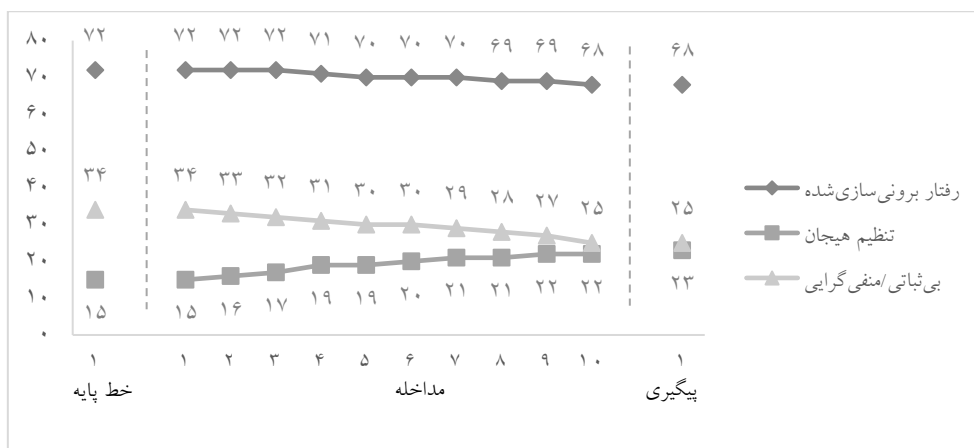 ۷۲ ۷۲ ۷۲ ۷۲ ۷۱ ۷۰ ۷۰ ۷۰ ۶۹ ۶۹ ۶۸ ۶۸
۳۴ ۳۴ ۳۳ ۳۲ ۳۱ ۳۰ ۳۰ ۲۹ ۲۸ ۲۷ ۲۵ ۲۵
۱۵ ۱۵ ۱۶ ۱۷ ۱۹ ۱۹ ۲۰ ۲۱ ۲۱ ۲۲ ۲۲ ۲۳
۸۰
۷۰
۶۰
۵۰
۴۰
۳۰
۲۰
۱۰
۰
۱ ۱ ۲ ۳ ۴ ۵ ۶ ۷ ۸ ۹ ۱۰ ۱
خط پایه
مداخله
پیگیری
رفتار برونی‌سازی‌شده
تنظیم هیجان
بی‌ثباتی/منفی‌گرایی